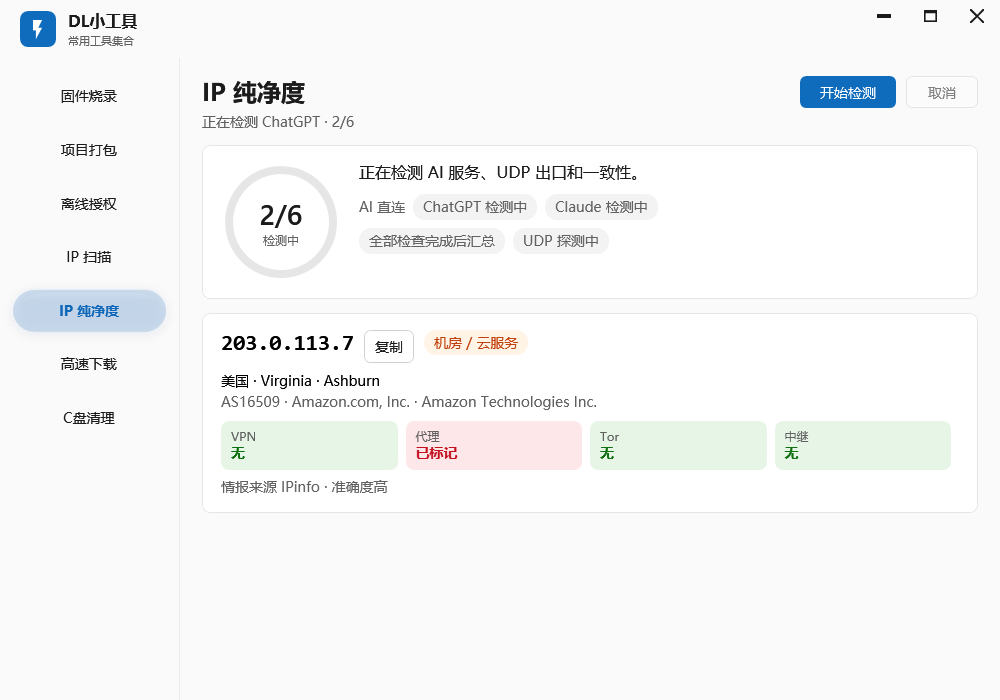 DL小工具
常用工具集合
固件烧录
项目打包
离线授权
IP 扫描
IP 纯净度
高速下载
C盘清理
IP 纯净度
正在检测 ChatGPT · 2/6
开始检测
取消
2/6
检测中
正在检测 AI 服务、UDP 出口和一致性。
AI 直连 ChatGPT 检测中 Claude 检测中
全部检查完成后汇总 UDP 探测中
203.0.113.7 复制 机房 / 云服务
美国 · Virginia · Ashburn
AS16509 · Amazon.com, Inc. · Amazon Technologies Inc.
VPN
无
代理
已标记
Tor
无
中继
无
情报来源 IPinfo · 准确度高